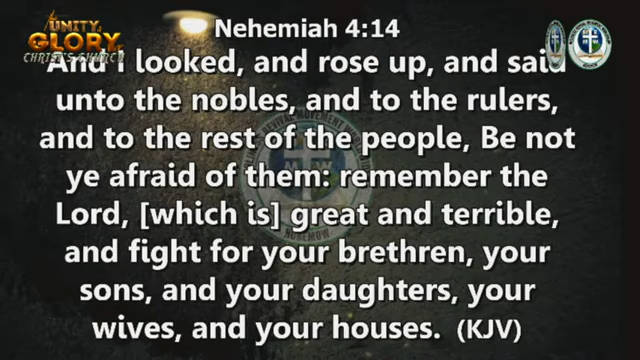 UNITY,
GLORY
CHRIST'S CHURCH
Nehemiah 4:14
And I looked, and rose up, and said
unto the nobles, and to the rulers,
and to the rest of the people, Be not
ye afraid of them: remember the
Lord, [which is] great and terrible,
and fight for your brethren, your
sons, and your daughters, your
wives, and your houses. (KJV)